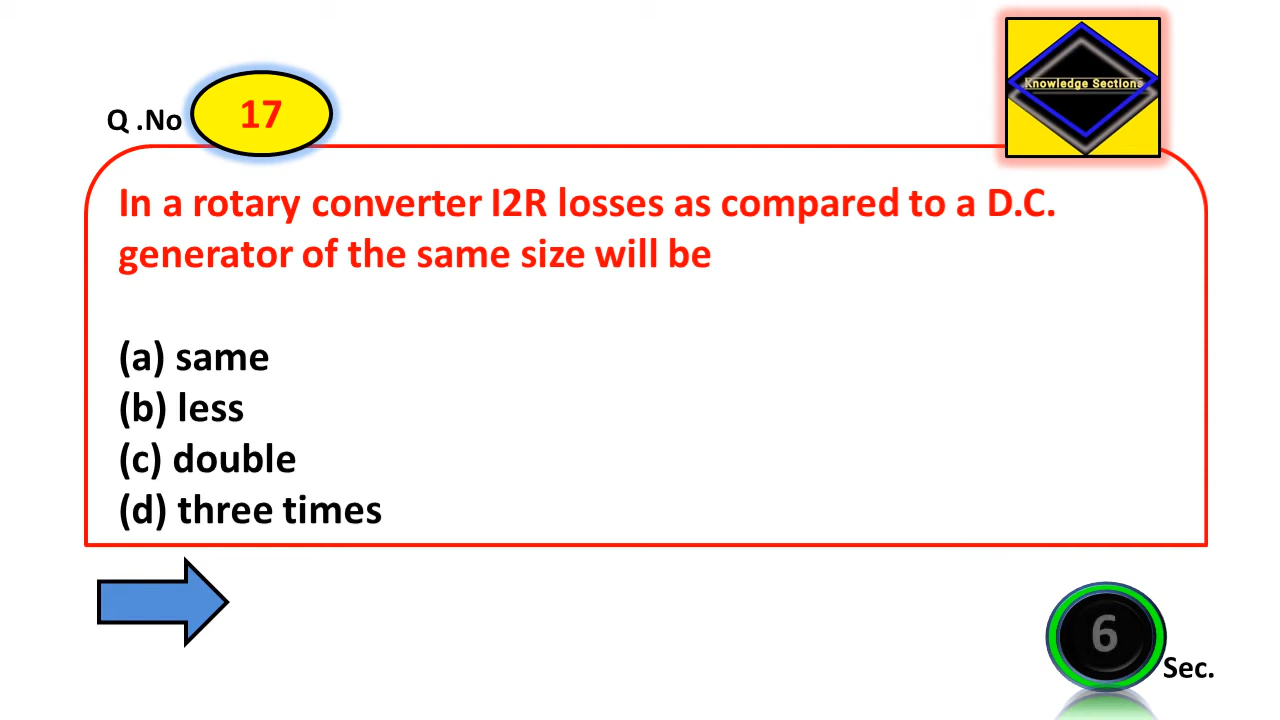 Knowledge Sections
Q .No 17
In a rotary converter I2R losses as compared to a D.C.
generator of the same size will be
(a) same
(b) less
(c) double
(d) three times
6
Sec.